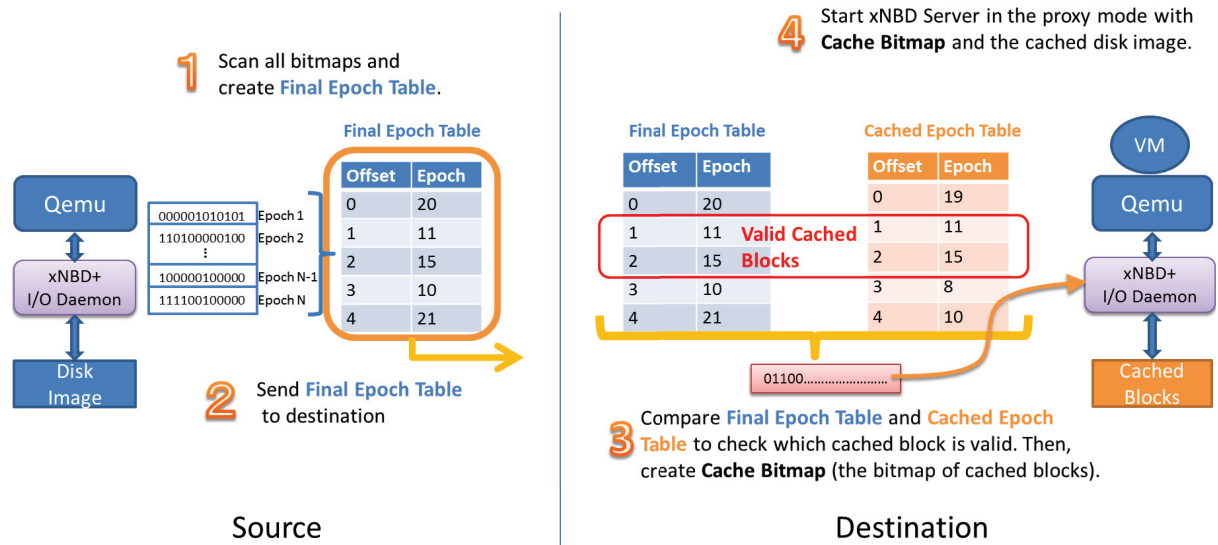 1 Scan all bitmaps and
create Final Epoch Table.
Final Epoch Table
Offset Epoch
0 20
1 11
2 15
3 10
4 21
Qemu
xNBD+
I/O Daemon
Disk
Image
000001010101 Epoch 1
110100000100 Epoch 2
⋮
100000100000 Epoch N-1
111100100000 Epoch N
2 Send Final Epoch Table
to destination
Source
4 Start xNBD Server in the proxy mode with
Cache Bitmap and the cached disk image.
Final Epoch Table
Offset Epoch
0 20
1 11
2 15
3 10
4 21
Valid Cached
Blocks
Cached Epoch Table
Offset Epoch
0 19
1 11
2 15
3 8
4 10
VM
Qemu
xNBD+
I/O Daemon
Cached
Blocks
01100........................
3 Compare Final Epoch Table and Cached Epoch
Table to check which cached block is valid. Then,
create Cache Bitmap (the bitmap of cached blocks).
Destination